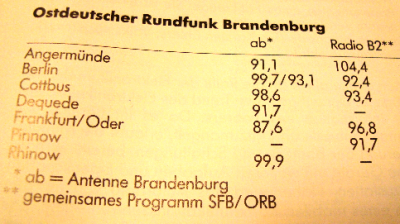 Ostdeutscher Rundfunk Brandenburg
ab* Radio B2**
Angermünde 91,1 104,4
Berlin 99,7/93,1 92,4
Cottbus 98,6 93,4
Dequede 91,7 —
Frankfurt/Oder 87,6 96,8
Pinnow — 91,7
Rhinow 99,9 —
* ab = Antenne Brandenburg
** gemeinsames Programm SFB/ORB